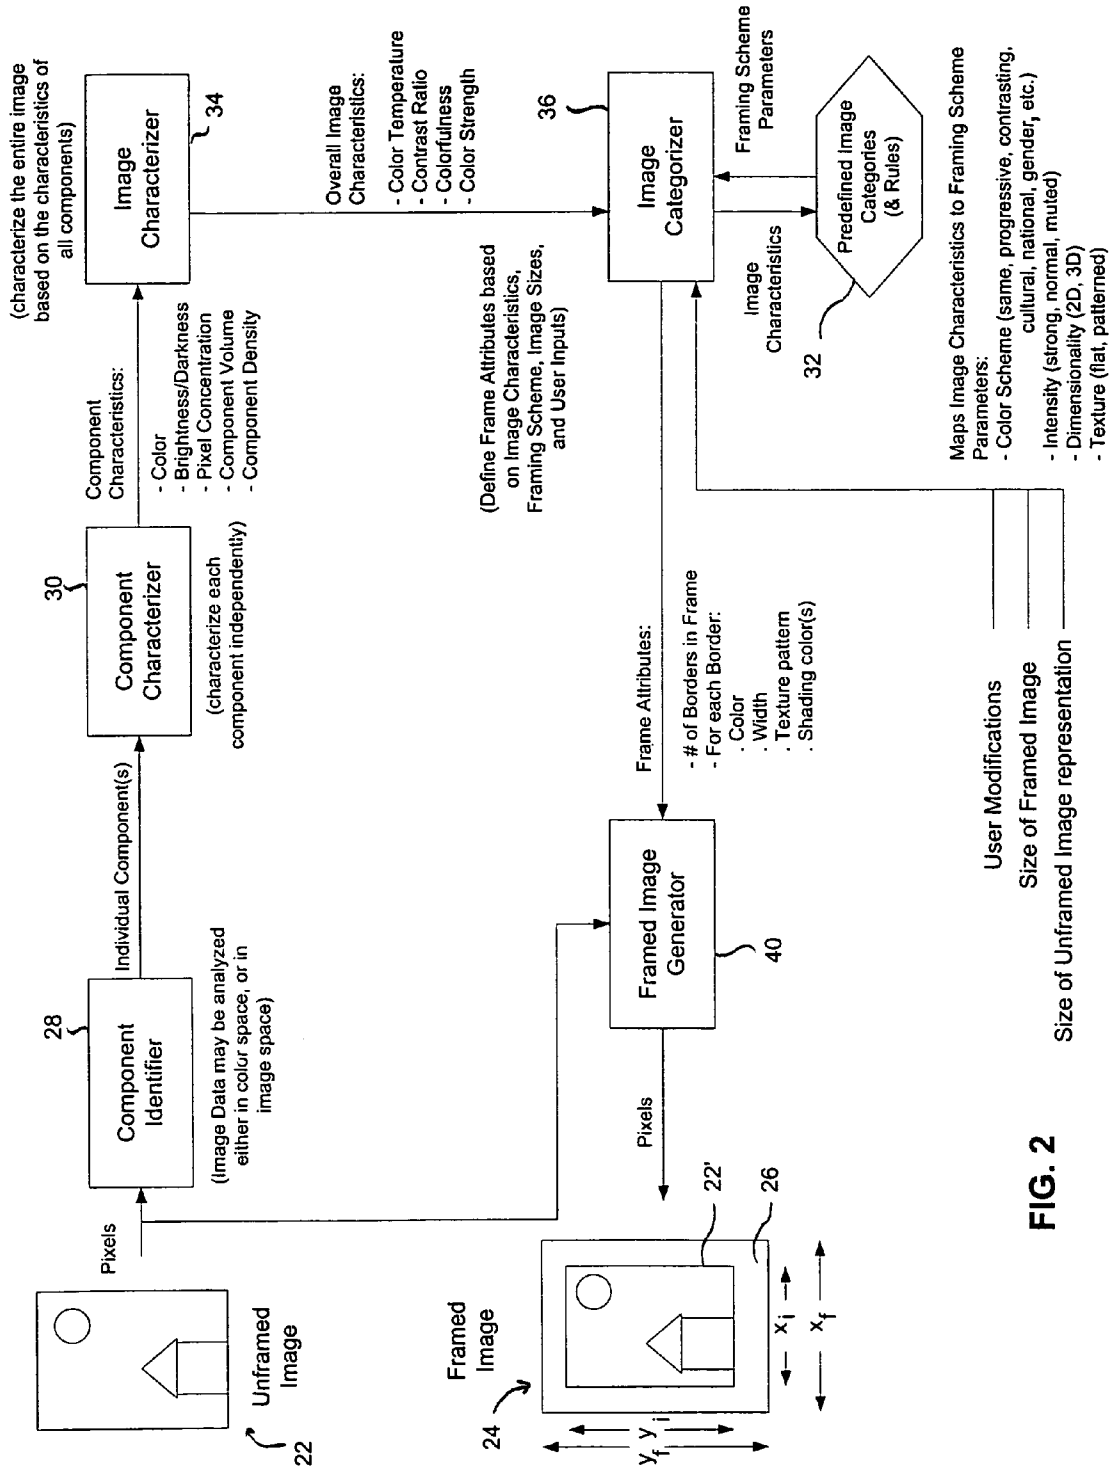 Unframed
Image
22
Pixels
28
Component
Identifier
(Image Data may be analyzed
either in color space, or in
image space)
Individual Component(s)
30
Component
Characterizer
(characterize each
component independently)
Component
Characteristics:
- Color
- Brightness/Darkness
- Pixel Concentration
- Component Volume
- Component Density
(characterize the entire image
based on the characteristics of
all components)
Image
Characterizer
34
Overall Image
Characteristics:
- Color Temperature
- Contrast Ratio
- Colorfulness
- Color Strength
36
Image
Categorizer
(Define Frame Attributes based
on Image Characteristics,
Framing Scheme, Image Sizes,
and User Inputs)
Framing Scheme
Parameters
Image
Characteristics
Predefined Image
Categories
(& Rules)
32
Maps Image Characteristics to Framing Scheme
Parameters:
- Color Scheme (same, progressive, contrasting,
cultural, national, gender, etc.)
- Intensity (strong, normal, muted)
- Dimensionality (2D, 3D)
- Texture (flat, patterned)
Frame Attributes:
- # of Borders in Frame
- For each Border:
. Color
. Width
. Texture pattern
. Shading color(s)
Framed Image
Generator
40
Pixels
Framed
Image
24
22'
26
yf
yi
xi
xf
User Modifications
Size of Framed Image
Size of Unframed Image representation
FIG. 2